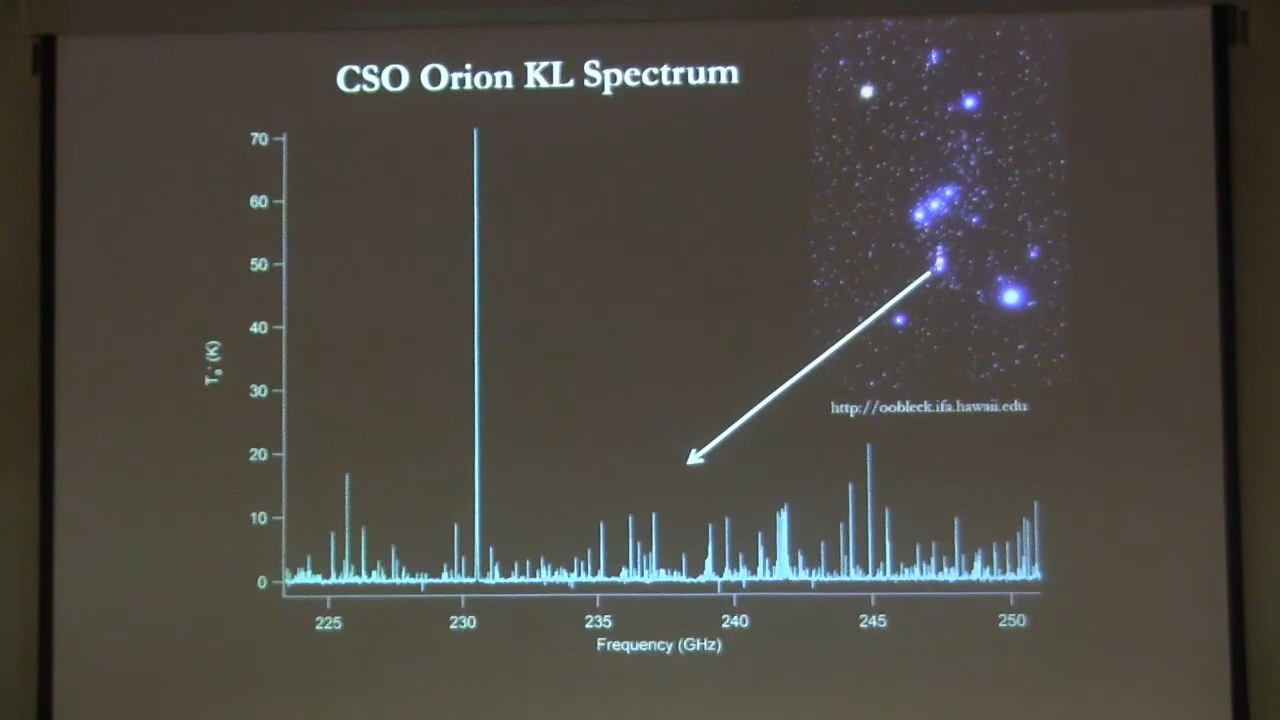 CSO Orion KL Spectrum
70
60
50
40
30
20
10
0
Ta* (K)
http://oobleck.ifa.hawaii.edu
225 230 235 240 245 250
Frequency (GHz)